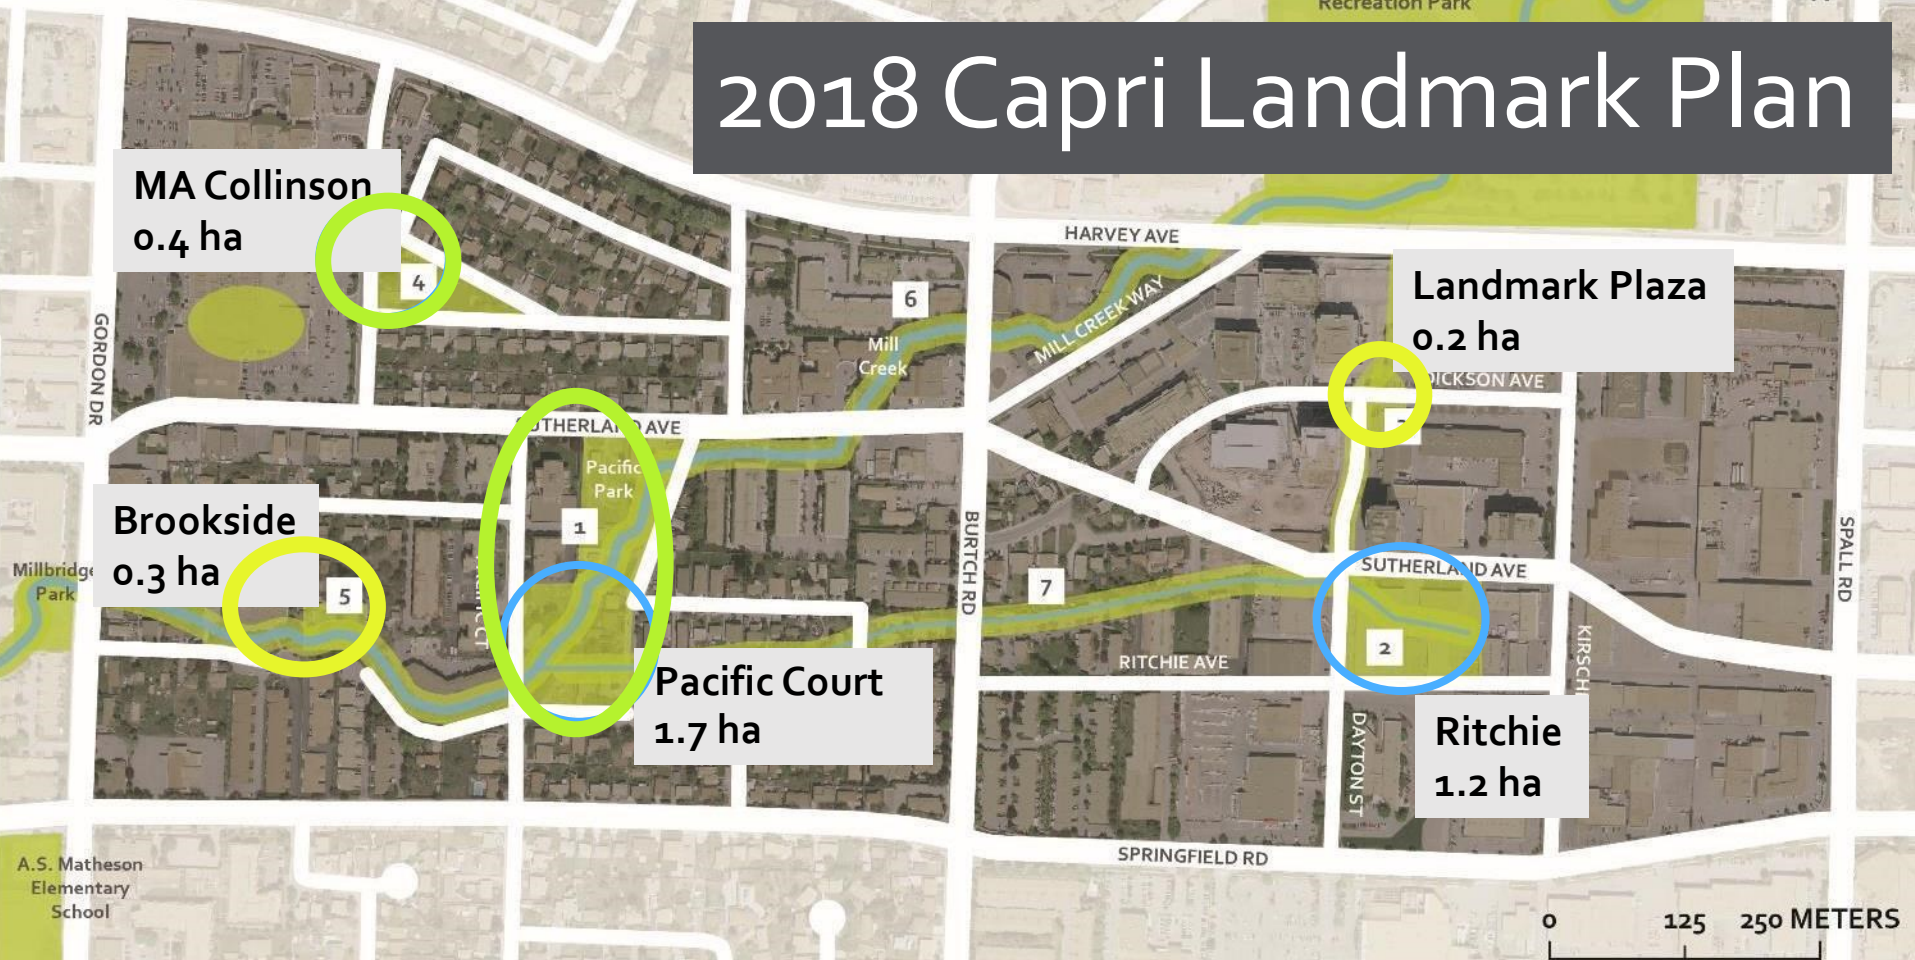 Recreation Park
2018 Capri Landmark Plan
MA Collinson
0.4 ha
4
HARVEY AVE
Landmark Plaza
0.2 ha
6
MILL CREEK WAY
Mill
Creek
GORDON DR
DICKSON AVE
SUTHERLAND AVE
Pacific
Park
1
Brookside
0.3 ha
5
Millbridge
Park
BURTCH RD
7
SUTHERLAND AVE
SPALL RD
2
RITCHIE AVE
KIRSCH
Pacific Court
1.7 ha
Ritchie
1.2 ha
DAYTON ST
SPRINGFIELD RD
A.S. Matheson
Elementary
School
0 125 250 METERS